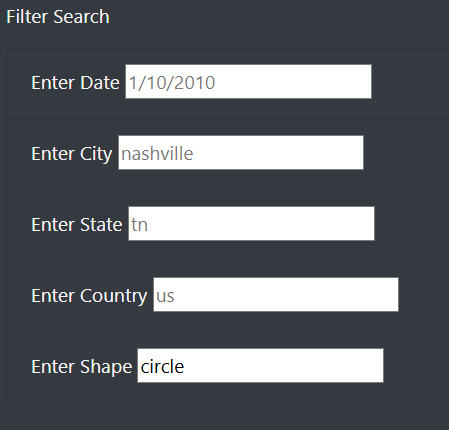 Filter Search
Enter Date 1/10/2010
Enter City nashville
Enter State tn
Enter Country us
Enter Shape circle